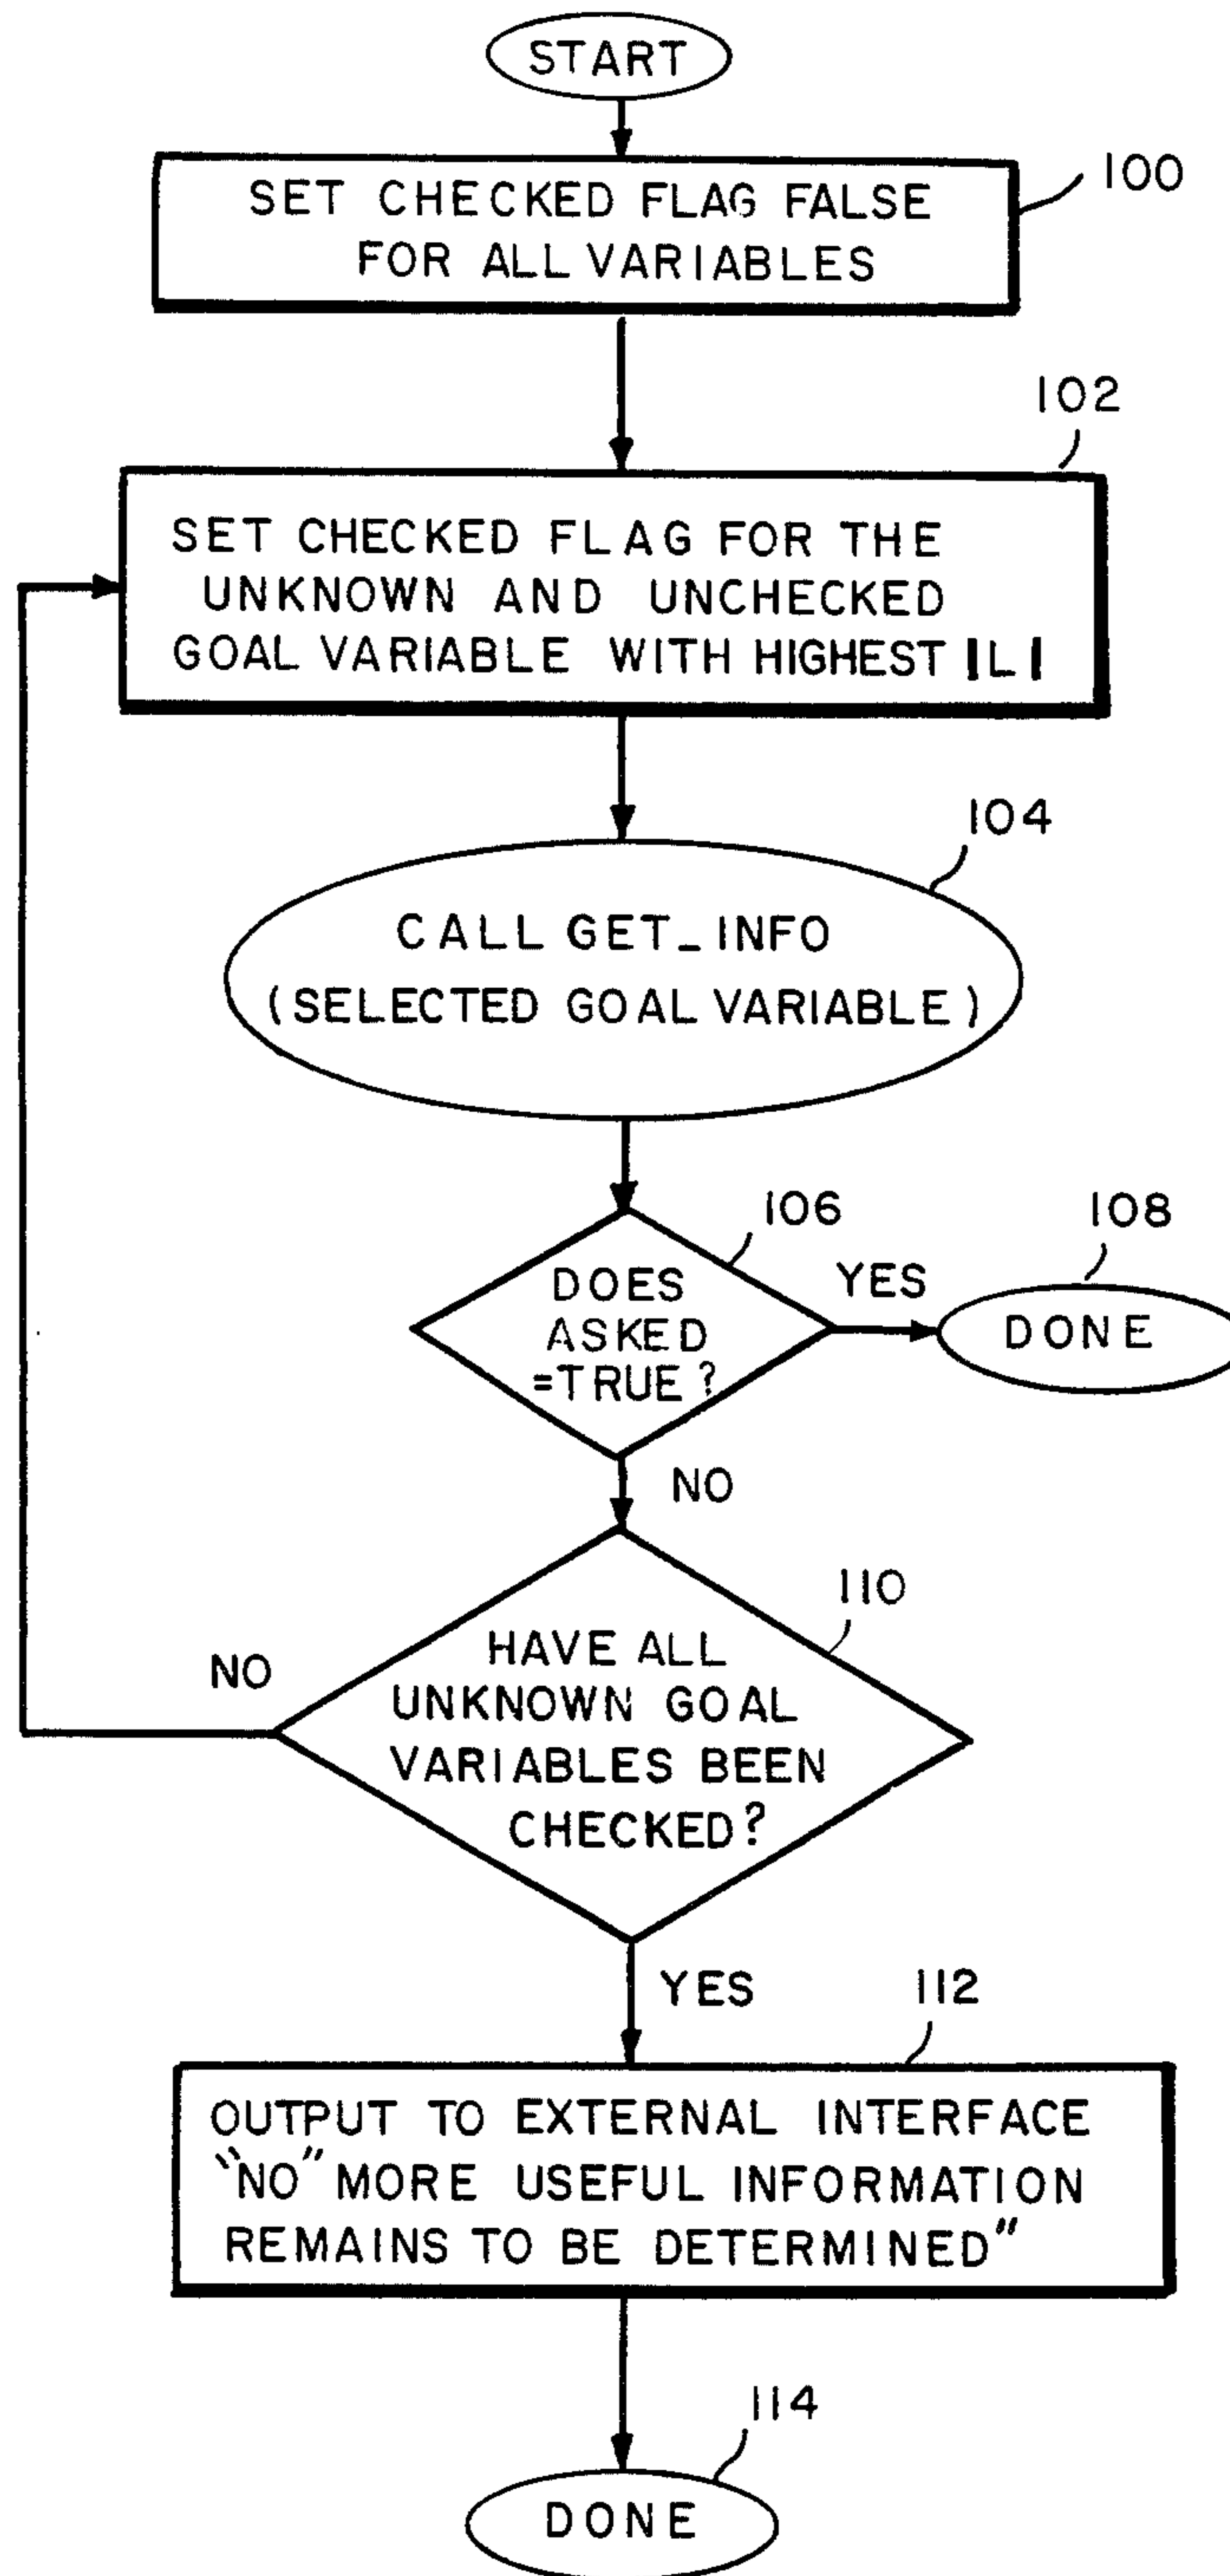 START
SET CHECKED FLAG FALSE
FOR ALL VARIABLES
100
102
SET CHECKED FLAG FOR THE
UNKNOWN AND UNCHECKED
GOAL VARIABLE WITH HIGHEST |L|
104
CALL GET_INFO
(SELECTED GOAL VARIABLE)
106
108
DOES
ASKED
=TRUE?
YES
DONE
NO
110
HAVE ALL
UNKNOWN GOAL
VARIABLES BEEN
CHECKED?
NO
YES
112
OUTPUT TO EXTERNAL INTERFACE
"NO" MORE USEFUL INFORMATION
REMAINS TO BE DETERMINED"
114
DONE